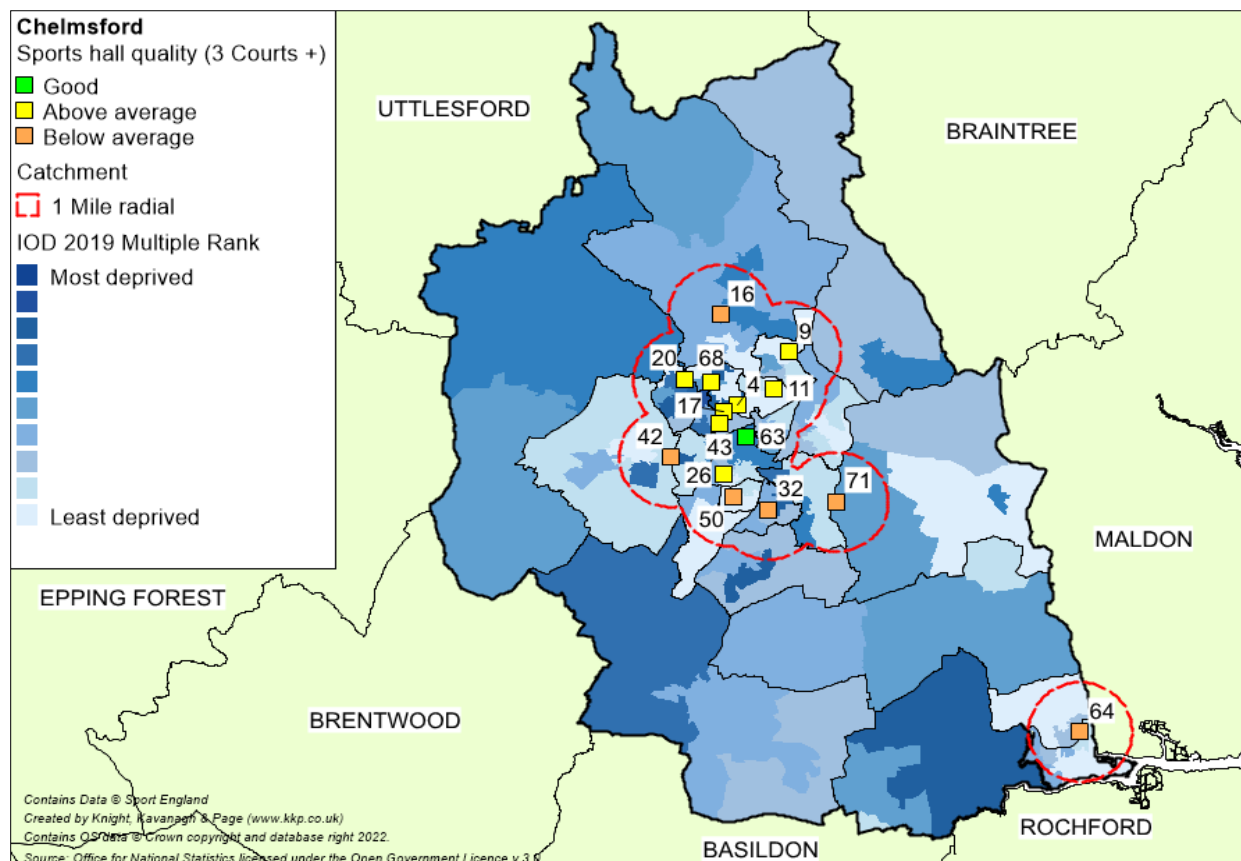 Chelmsford
Sports hall quality (3 Courts +)
Good
Above average
Below average
Catchment
1 Mile radial
IOD 2019 Multiple Rank
Most deprived
Least deprived
UTTLESFORD
BRAINTREE
16
9
20
68
4
11
17
42
43
63
26
32
71
50
MALDON
EPPING FOREST
BRENTWOOD
64
ROCHFORD
BASILDON
Contains Data © Sport England
Created by Knight, Kavanagh & Page (www.kkp.co.uk)
Contains OS data © Crown copyright and database right 2022.
Source: Office for National Statistics licensed under the Open Government Licence v.3.0